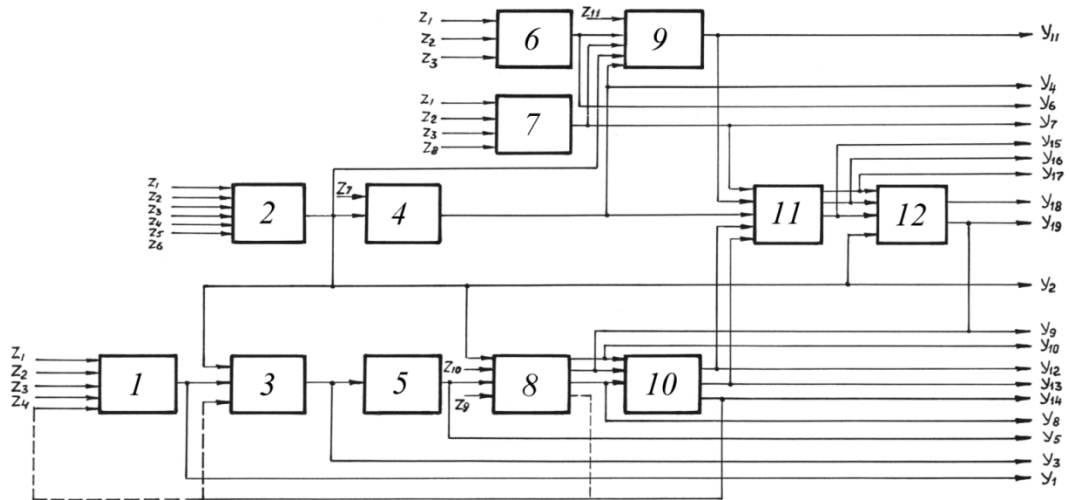 Z₁
Z₂
Z₃
6
Z₁₁
9
y₁₁
y₄
y₆
Z₁
Z₂
Z₃
Z₈
7
y₇
y₁₅
y₁₆
y₁₇
Z₁
Z₂
Z₃
Z₄
Z₅
Z₆
2
Z₇
4
11
12
y₁₈
y₁₉
y₂
y₉
y₁₀
Z₁
Z₂
Z₃
Z₄
1
3
5
Z₁₀
Z₉
8
10
y₁₂
y₁₃
y₁₄
y₈
y₅
y₃
y₁